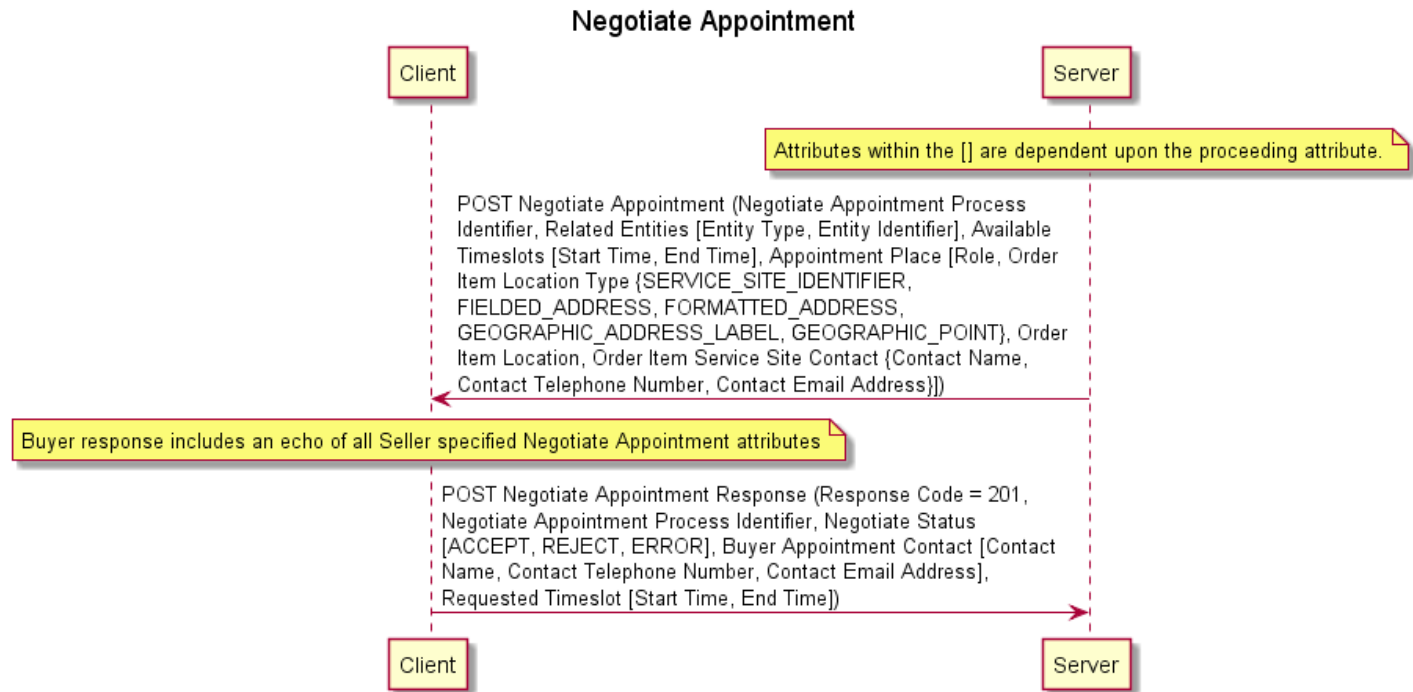 Negotiate Appointment
Client
Server
Attributes within the [] are dependent upon the proceeding attribute.
POST Negotiate Appointment (Negotiate Appointment Process
Identifier, Related Entities [Entity Type, Entity Identifier], Available
Timeslots [Start Time, End Time], Appointment Place [Role, Order
Item Location Type {SERVICE_SITE_IDENTIFIER,
FIELDED_ADDRESS, FORMATTED_ADDRESS,
GEOGRAPHIC_ADDRESS_LABEL, GEOGRAPHIC_POINT}, Order
Item Location, Order Item Service Site Contact {Contact Name,
Contact Telephone Number, Contact Email Address}])
Buyer response includes an echo of all Seller specified Negotiate Appointment attributes
POST Negotiate Appointment Response (Response Code = 201,
Negotiate Appointment Process Identifier, Negotiate Status
[ACCEPT, REJECT, ERROR], Buyer Appointment Contact [Contact
Name, Contact Telephone Number, Contact Email Address],
Requested Timeslot [Start Time, End Time])
Client
Server